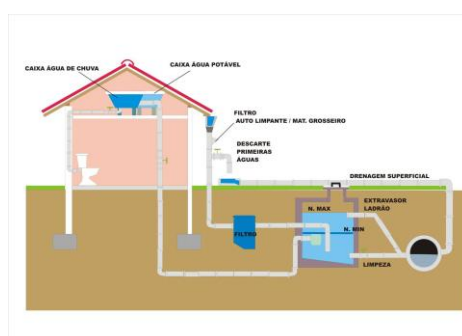 CAIXA ÁGUA DE CHUVA
CAIXA ÁGUA POTÁVEL
FILTRO
AUTO LIMPANTE / MAT. GROSSEIRO
DESCARTE
PRIMEIRAS
ÁGUAS
DRENAGEM SUPERFICIAL
EXTRAVASOR
LADRÃO
N. MAX
N. MIN
FILTRO
LIMPEZA